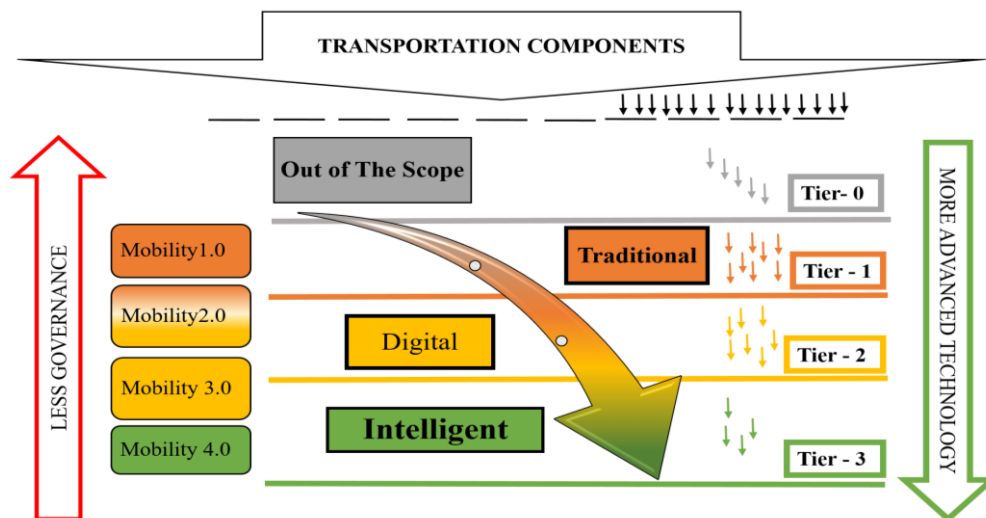 TRANSPORTATION COMPONENTS
Out of The Scope
Tier- 0
Mobility1.0
Traditional
Tier - 1
Mobility2.0
Digital
Tier - 2
Mobility 3.0
Intelligent
Mobility 4.0
Tier - 3
LESS GOVERNANCE
MORE ADVANCED TECHNOLOGY